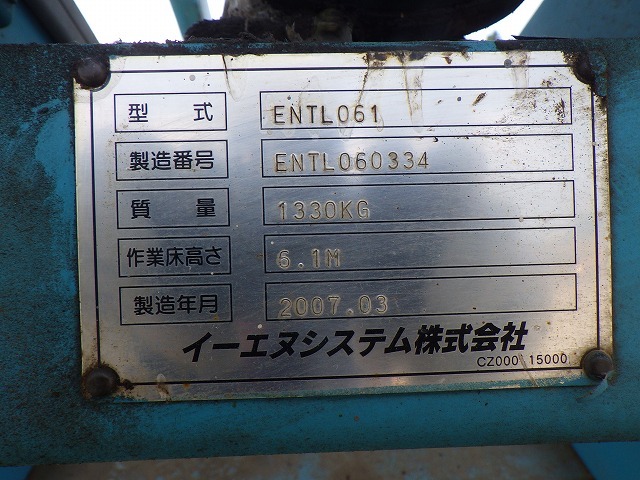 型 式 ENTL061
製造番号 ENTL060334
質 量 1330KG
作業床高さ 6.1M
製造年月 2007.03
イーエヌシステム株式会社
CZ000 15000